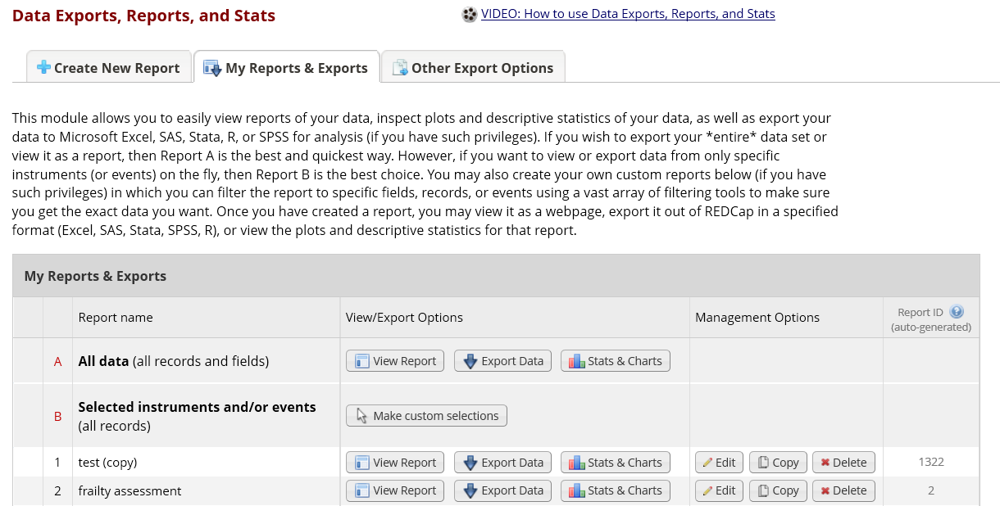 Data Exports, Reports, and Stats
VIDEO: How to use Data Exports, Reports, and Stats
Create New Report
My Reports & Exports
Other Export Options
This module allows you to easily view reports of your data, inspect plots and descriptive statistics of your data, as well as export your
data to Microsoft Excel, SAS, Stata, R, or SPSS for analysis (if you have such privileges). If you wish to export your *entire* data set or
view it as a report, then Report A is the best and quickest way. However, if you want to view or export data from only specific
instruments (or events) on the fly, then Report B is the best choice. You may also create your own custom reports below (if you have
such privileges) in which you can filter the report to specific fields, records, or events using a vast array of filtering tools to make sure
you get the exact data you want. Once you have created a report, you may view it as a webpage, export it out of REDCap in a specified
format (Excel, SAS, Stata, SPSS, R), or view the plots and descriptive statistics for that report.
My Reports & Exports
Report name
View/Export Options
Management Options
Report ID ?
(auto-generated)
A All data (all records and fields) View Report Export Data Stats & Charts
B Selected instruments and/or events
(all records)
Make custom selections
1 test (copy) View Report Export Data Stats & Charts Edit Copy Delete 1322
2 frailty assessment View Report Export Data Stats & Charts Edit Copy Delete 2